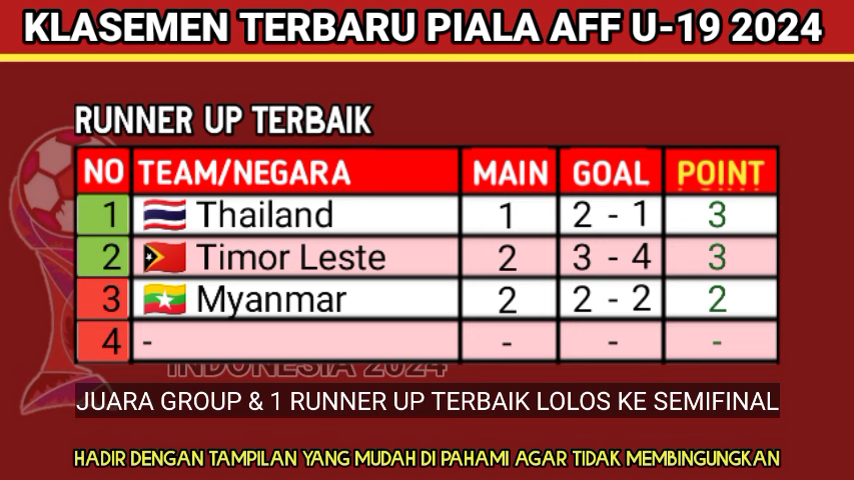 KLASEMEN TERBARU PIALA AFF U-19 2024
RUNNER UP TERBAIK
NO TEAM/NEGARA MAIN GOAL POINT
1 Thailand 1 2 - 1 3
2 Timor Leste 2 3 - 4 3
3 Myanmar 2 2 - 2 2
4 - - - -
INDONESIA 2024
JUARA GROUP & 1 RUNNER UP TERBAIK LOLOS KE SEMIFINAL
HADIR DENGAN TAMPILAN YANG MUDAH DI PAHAMI AGAR TIDAK MEMBINGUNGKAN